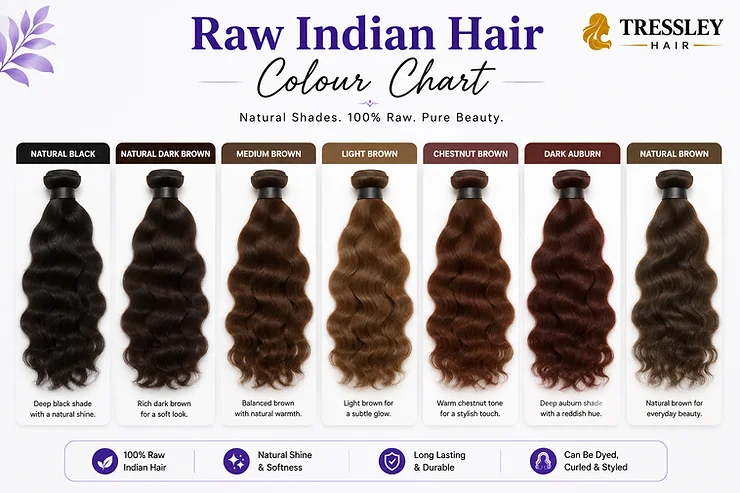 Raw Indian Hair
Colour Chart
Natural Shades. 100% Raw. Pure Beauty.
TRESSLEY
HAIR
NATURAL BLACK
Deep black shade
with a natural shine.
NATURAL DARK BROWN
Rich dark brown
for a soft look.
MEDIUM BROWN
Balanced brown
with natural warmth.
LIGHT BROWN
Light brown for
a subtle glow.
CHESTNUT BROWN
Warm chestnut tone
for a stylish touch.
DARK AUBURN
Deep auburn shade
with a reddish hue.
NATURAL BROWN
Natural brown for
everyday beauty.
100% Raw
Indian Hair
Natural Shine
& Softness
Long Lasting
& Durable
Can Be Dyed,
Curled & Styled